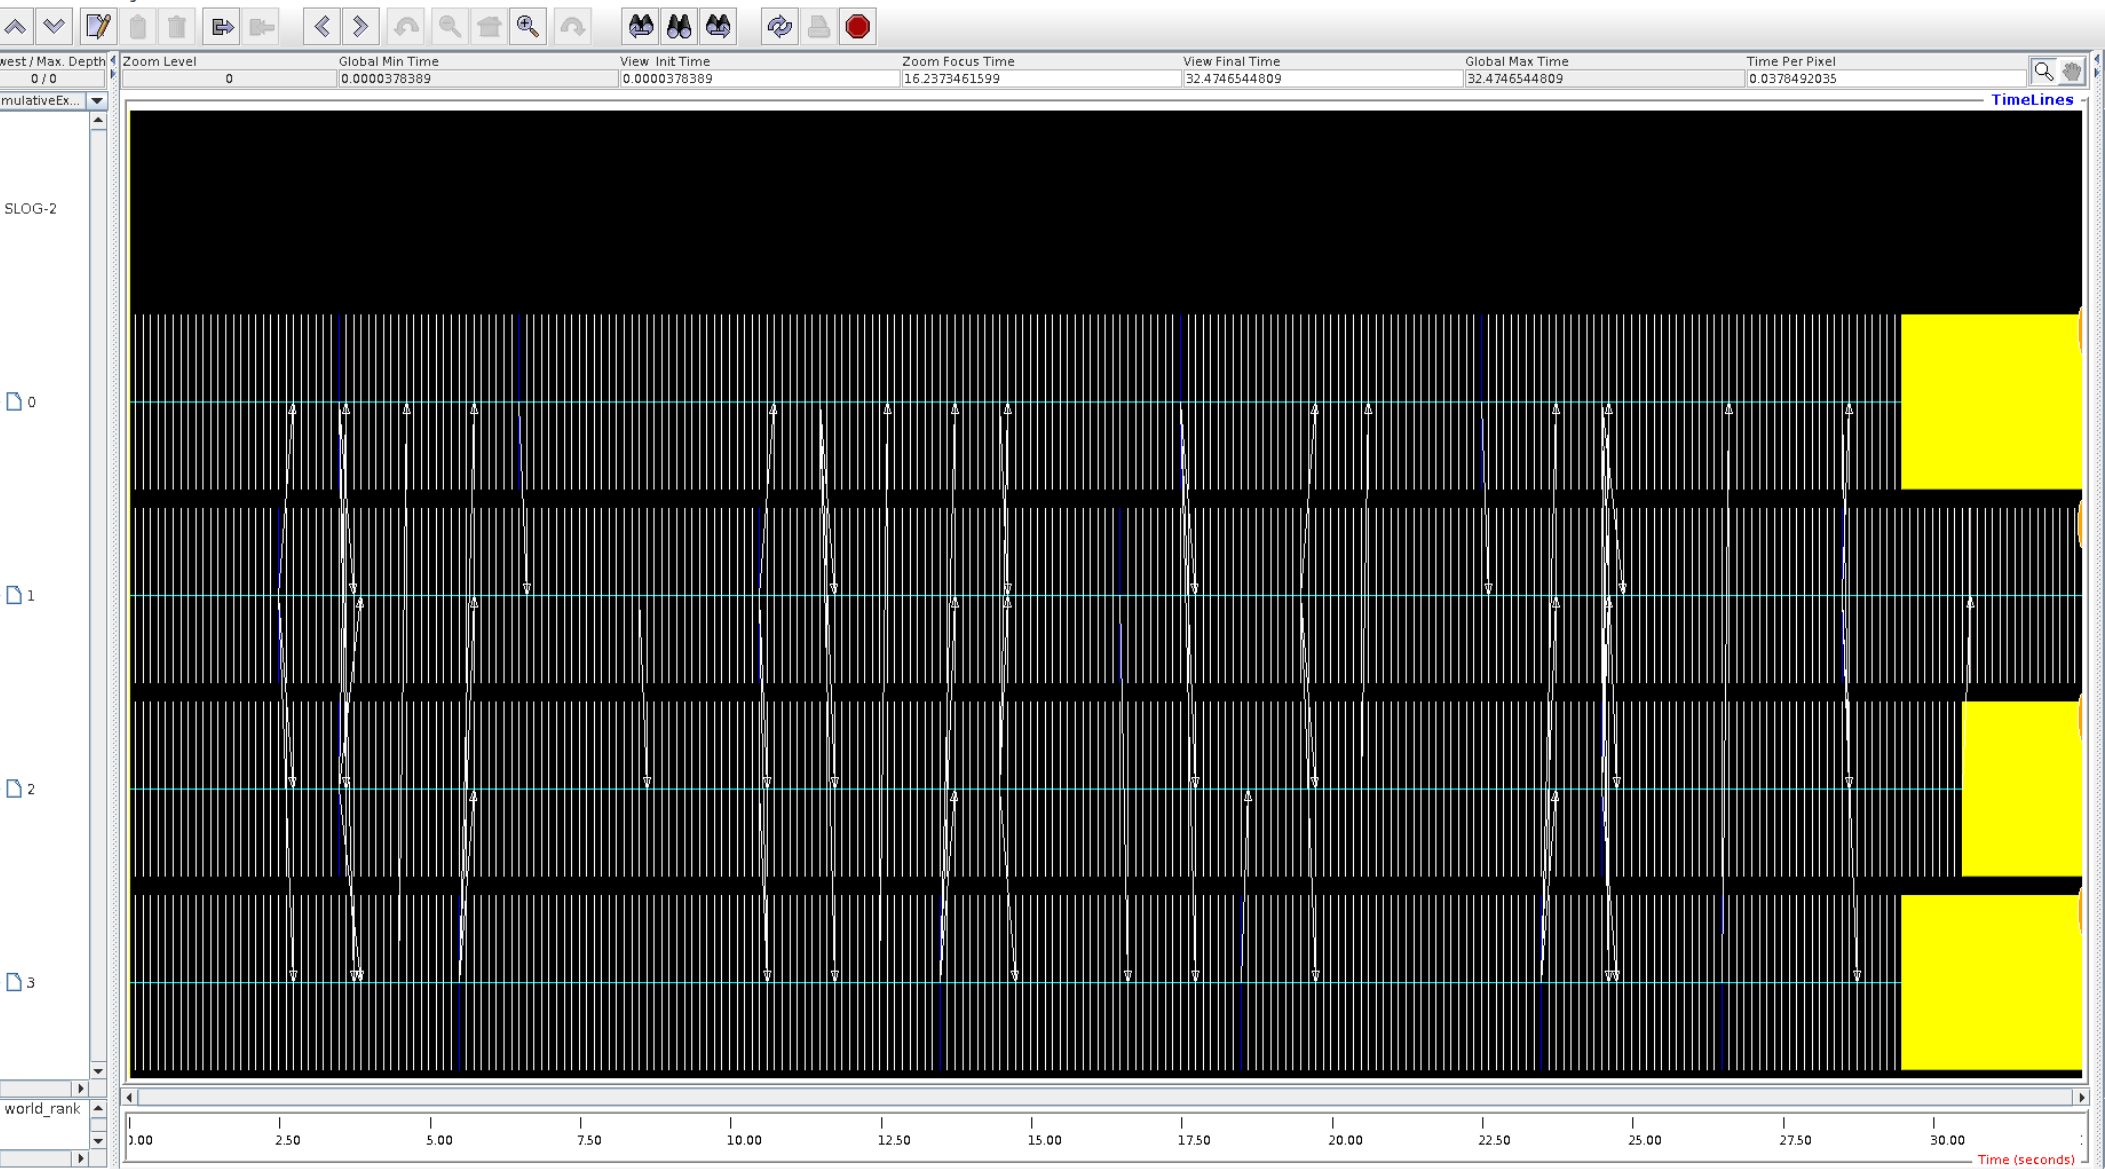 west / Max. Depth
0 / 0
Zoom Level
0
Global Min Time
0.0000378389
View Init Time
0.0000378389
Zoom Focus Time
16.2373461599
View Final Time
32.4746544809
Global Max Time
32.4746544809
Time Per Pixel
0.0378492035
mulativeEx...
TimeLines
SLOG-2
0
1
2
3
world_rank
0.00 2.50 5.00 7.50 10.00 12.50 15.00 17.50 20.00 22.50 25.00 27.50 30.00
Time (seconds)